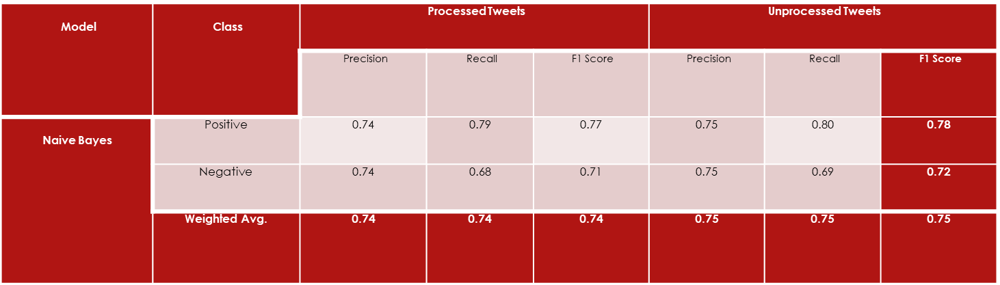 Processed Tweets Unprocessed Tweets
Model Class
Precision Recall F1 Score Precision Recall F1 Score
Positive 0.74 0.79 0.77 0.75 0.80 0.78
Naive Bayes
Negative 0.74 0.68 0.71 0.75 0.69 0.72
Weighted Avg. 0.74 0.74 0.74 0.75 0.75 0.75